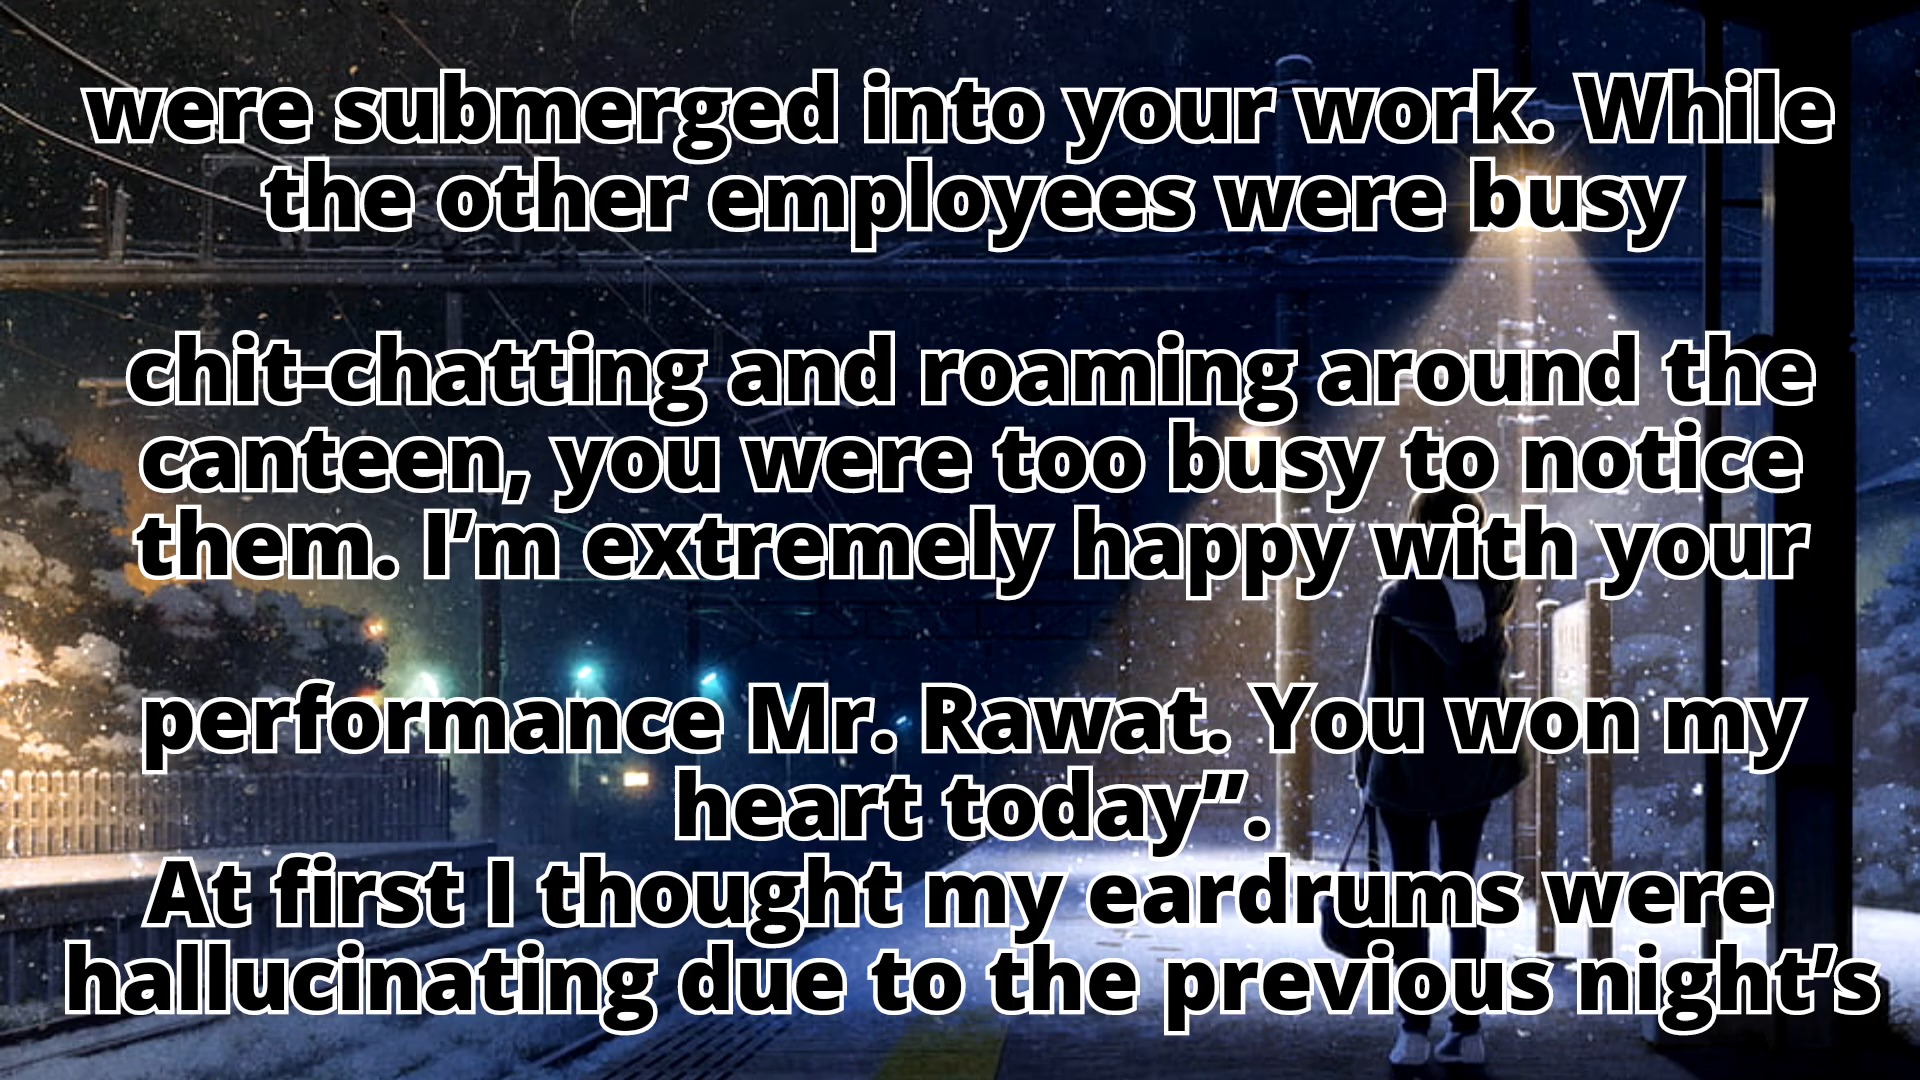 were submerged into your work. While
the other employees were busy
chit-chatting and roaming around the
canteen, you were too busy to notice
them. I’m extremely happy with your
performance Mr. Rawat. You won my
heart today”.
At first I thought my eardrums were
hallucinating due to the previous night’s